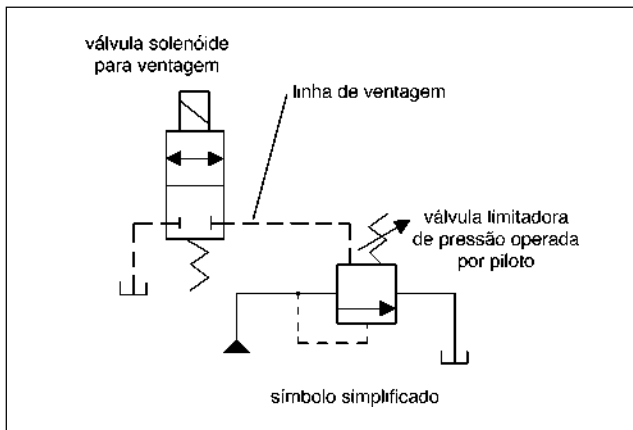 válvula solenóide
para ventagem
linha de ventagem
válvula limitadora
de pressão operada
por piloto
símbolo simplificado